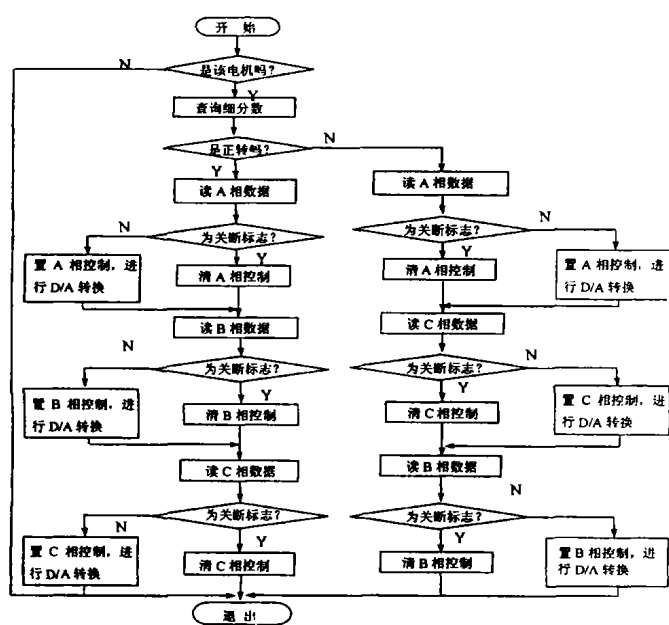 开 始
N
是该电机吗?
Y
查询细分数
是正转吗?
N
Y
读 A 相数据
读 A 相数据
N
为关断标志?
为关断标志?
N
Y
Y
置 A 相控制，进
行 D/A 转换
清 A 相控制
清 A 相控制
置 A 相控制，进
行 D/A 转换
读 B 相数据
读 C 相数据
N
为关断标志?
为关断标志?
N
Y
Y
置 B 相控制，进
行 D/A 转换
清 B 相控制
清 C 相控制
置 C 相控制，进
行 D/A 转换
读 C 相数据
读 B 相数据
N
为关断标志?
为关断标志?
N
Y
Y
置 C 相控制，进
行 D/A 转换
清 C 相控制
清 B 相控制
置 B 相控制，进
行 D/A 转换
退 出